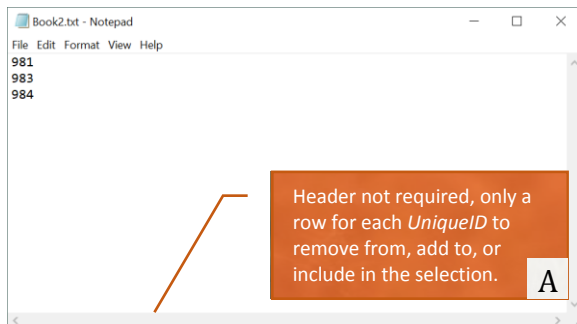 Book2.txt - Notepad
File Edit Format View Help
981
983
984
Header not required, only a
row for each UniqueID to
remove from, add to, or
include in the selection.
A